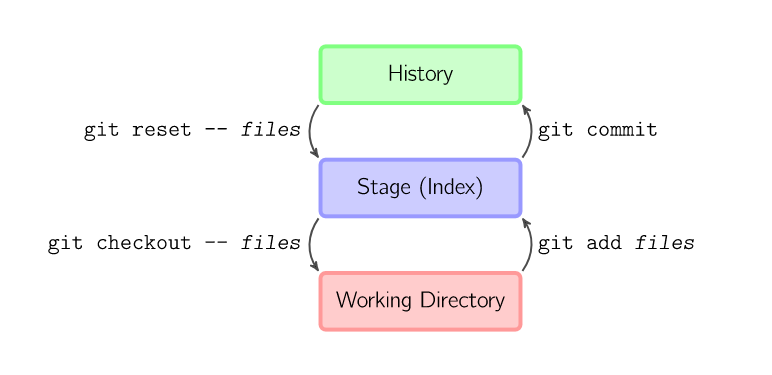 History
git reset -- files
git commit
Stage (Index)
git checkout -- files
git add files
Working Directory